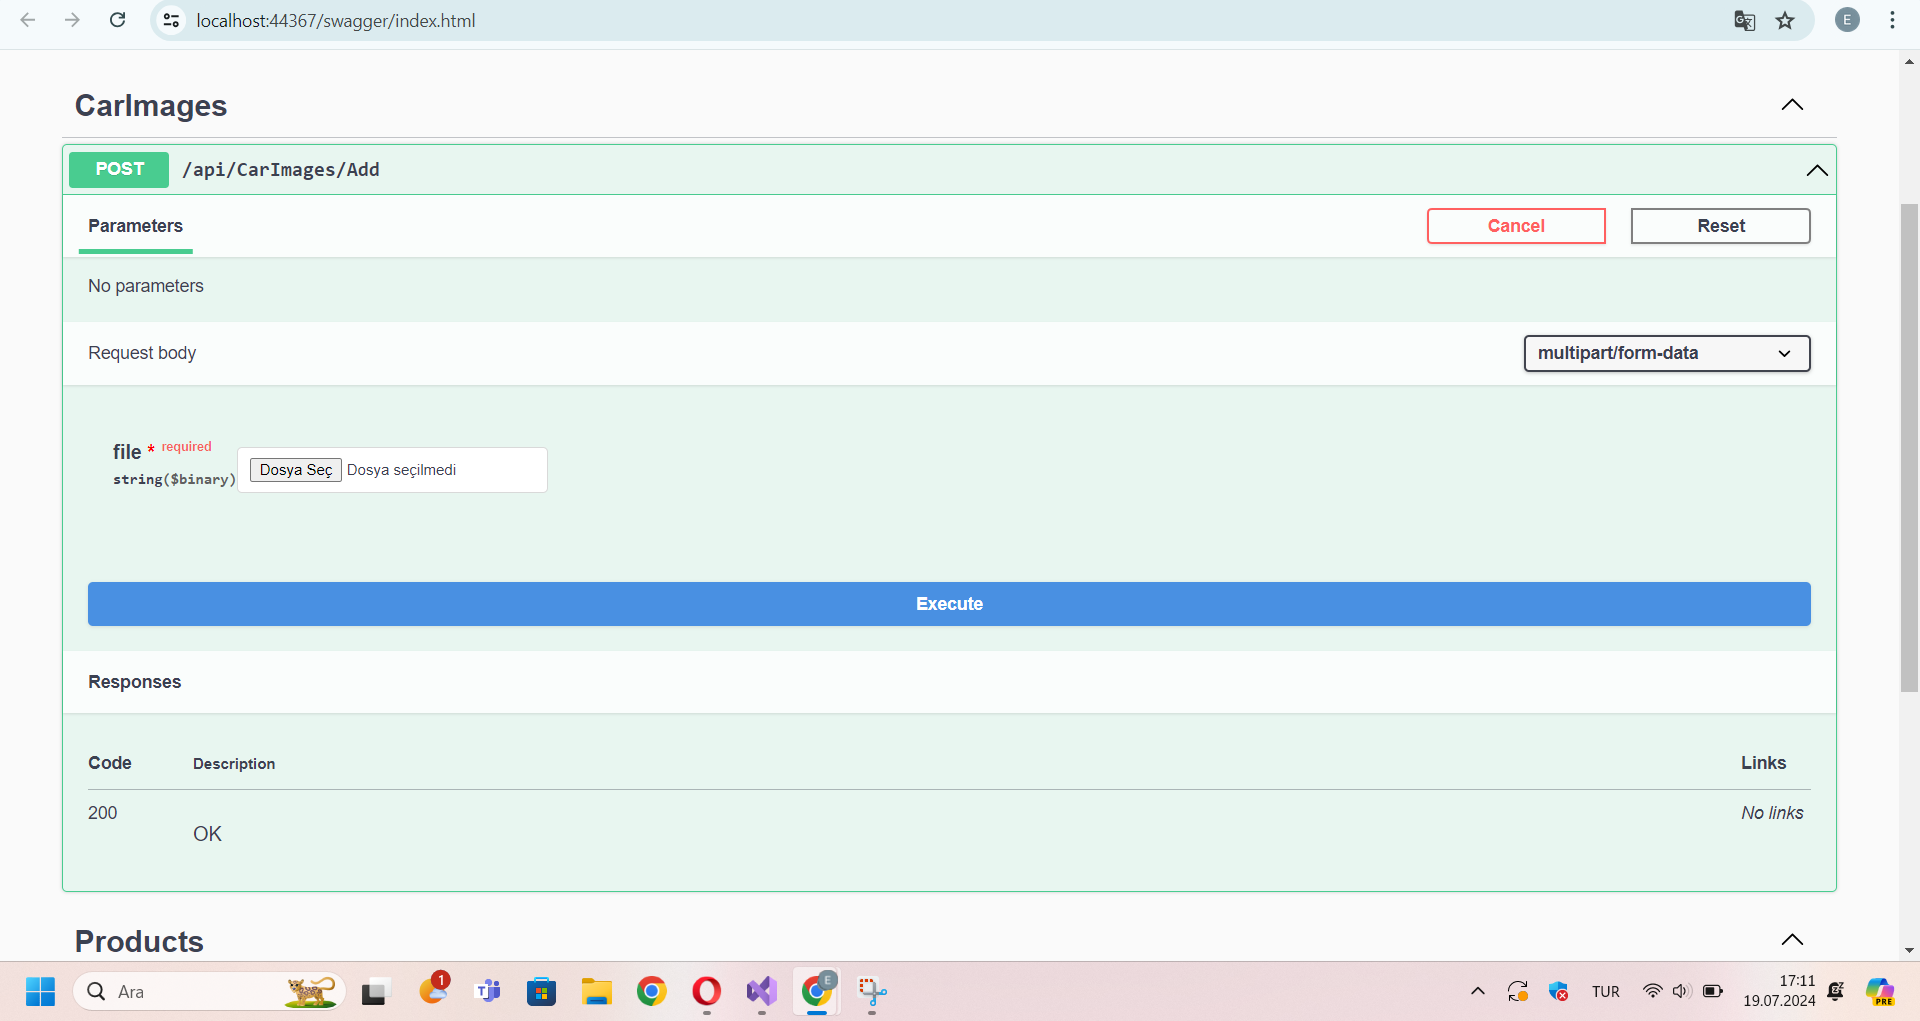 localhost:44367/swagger/index.html
E
CarImages
POST /api/CarImages/Add
Parameters
Cancel
Reset
No parameters
Request body
multipart/form-data
file * required
string($binary)
Dosya Seç Dosya seçilmedi
Execute
Responses
Code Description Links
200 No links
OK
Products
Ara
1
E
TUR
17:11
19.07.2024
PRE